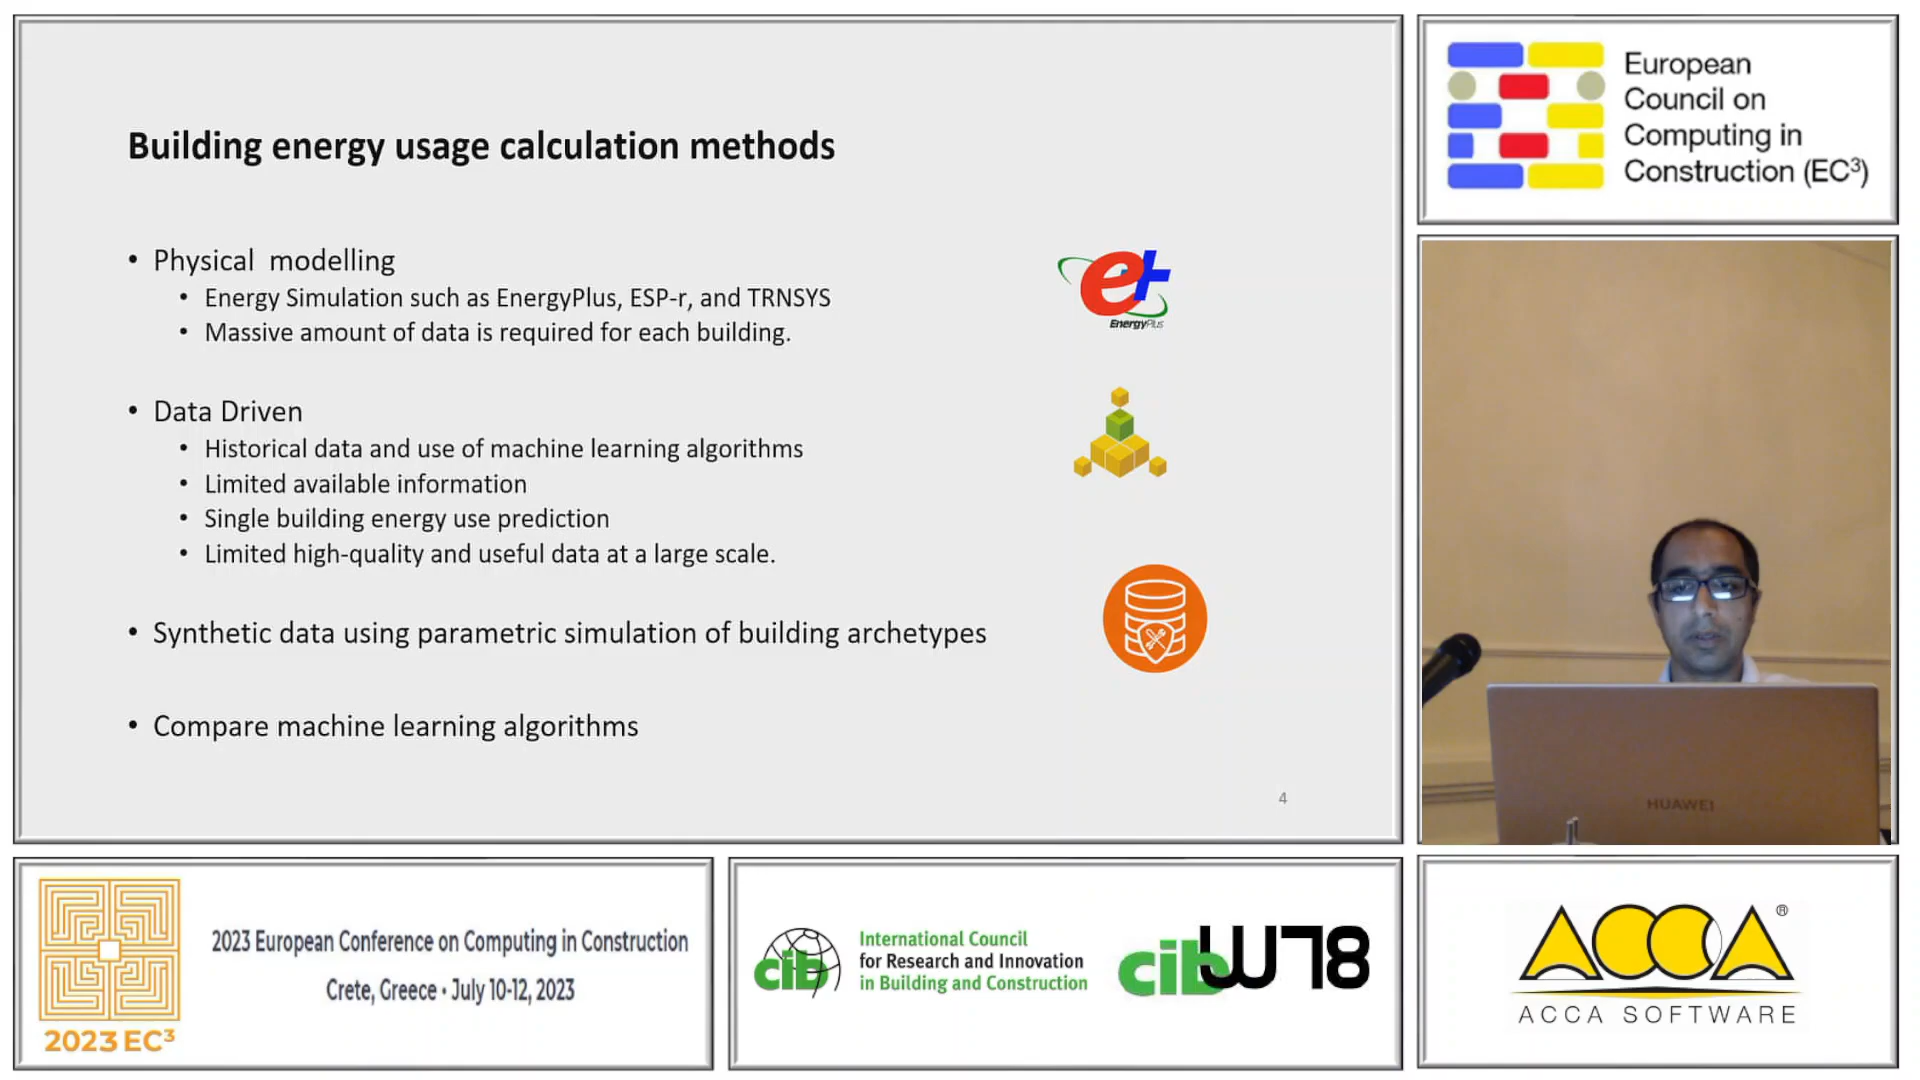 Building energy usage calculation methods
• Physical modelling
• Energy Simulation such as EnergyPlus, ESP-r, and TRNSYS
• Massive amount of data is required for each building.
• Data Driven
• Historical data and use of machine learning algorithms
• Limited available information
• Single building energy use prediction
• Limited high-quality and useful data at a large scale.
• Synthetic data using parametric simulation of building archetypes
• Compare machine learning algorithms
e+
EnergyPlus
4
European
Council on
Computing in
Construction (EC³)
HUAWEI
2023 EC³
2023 European Conference on Computing in Construction
Crete, Greece • July 10-12, 2023
cib
International Council
for Research and Innovation
in Building and Construction
cib W78
ACCA®
ACCA SOFTWARE